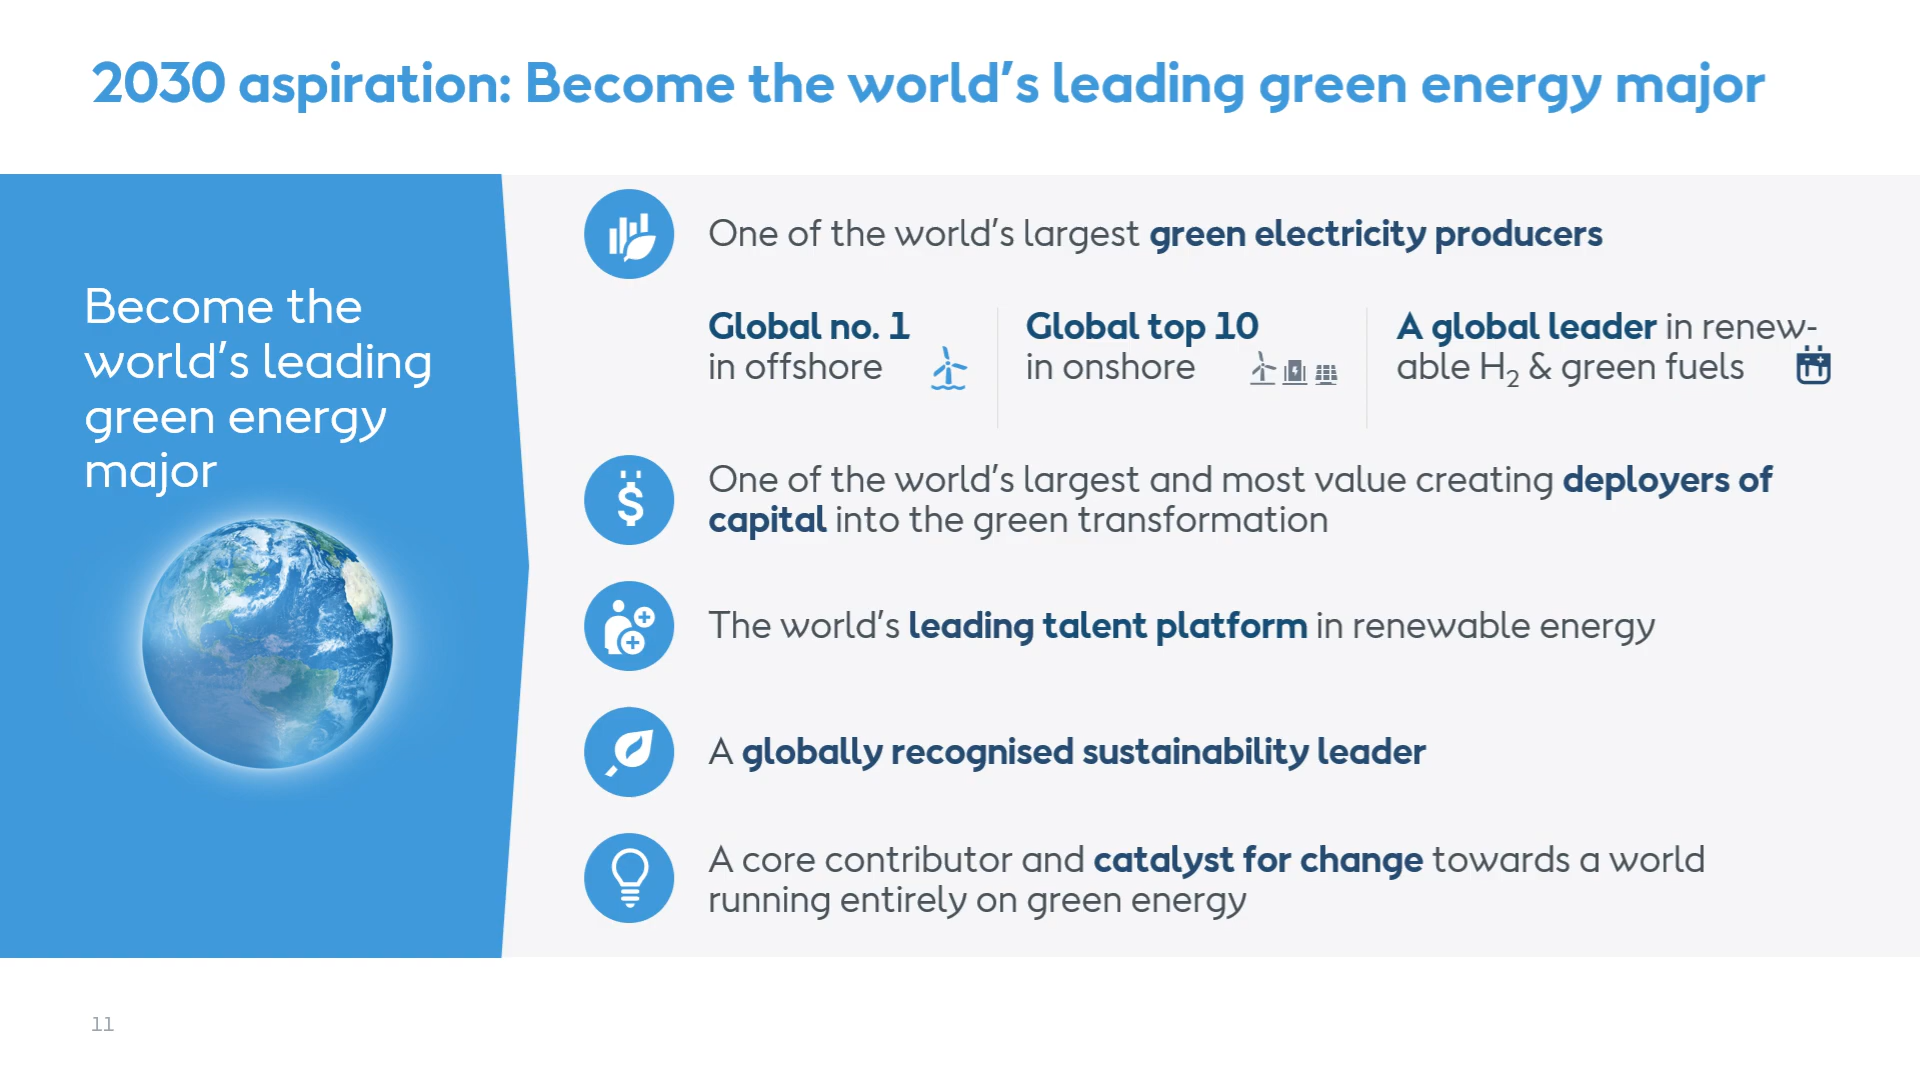 2030 aspiration: Become the world's leading green energy major
Become the
world's leading
green energy
major
One of the world's largest green electricity producers
Global no. 1
in offshore
Global top 10
in onshore
A global leader in renew-
able H₂ & green fuels
One of the world's largest and most value creating deployers of
capital into the green transformation
The world's leading talent platform in renewable energy
A globally recognised sustainability leader
A core contributor and catalyst for change towards a world
running entirely on green energy
11